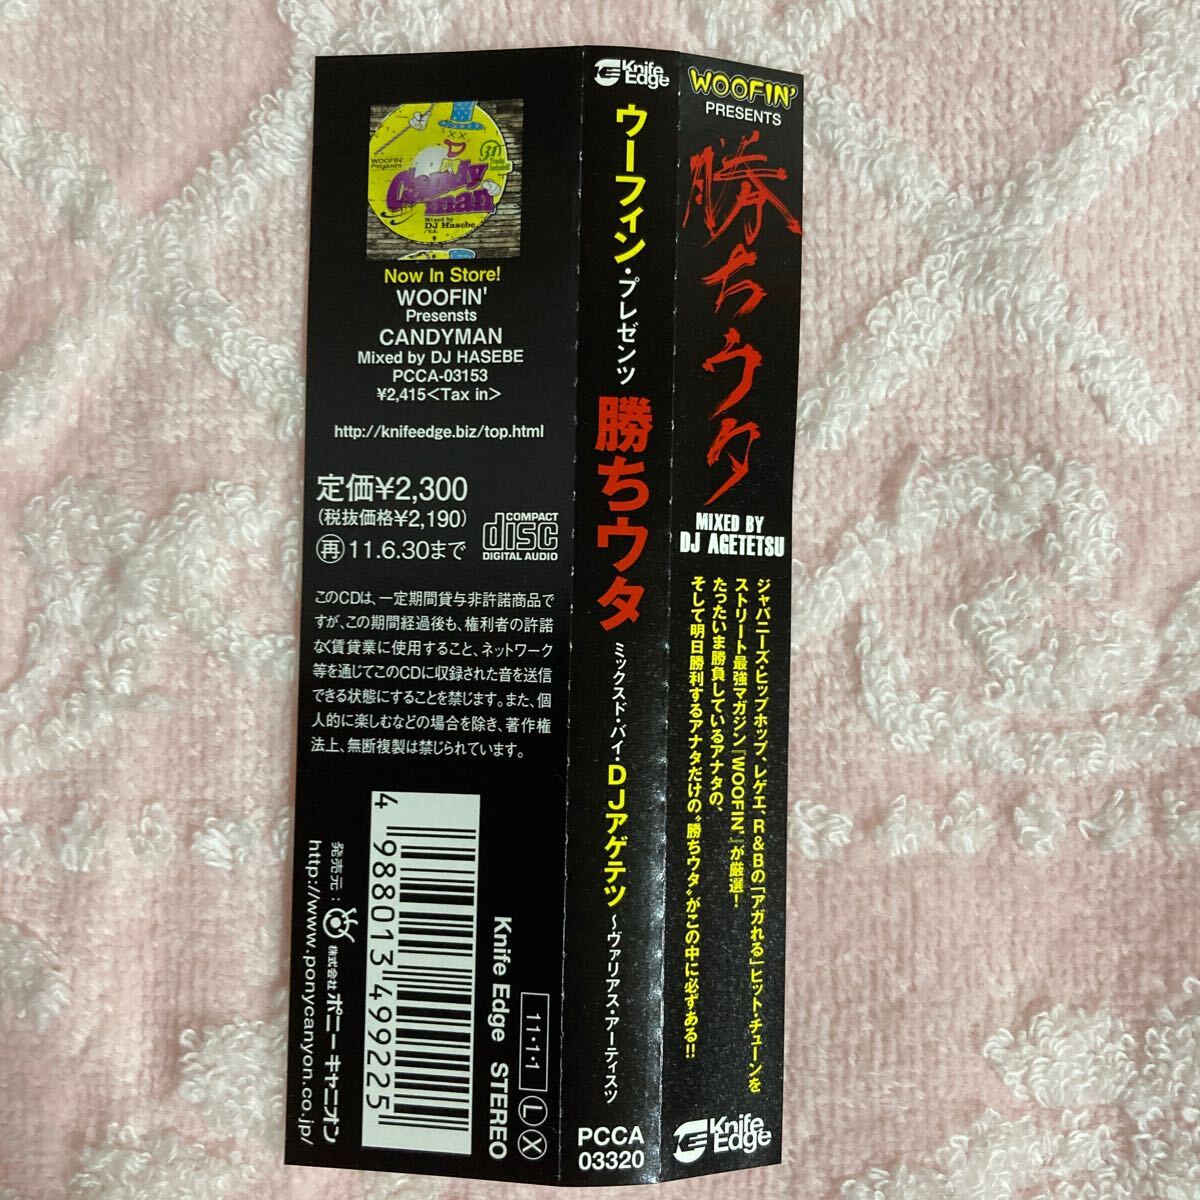 Knife
Edge
WOOFIN'
PRESENTS
勝ちウタ
MIXED BY
DJ AGETETSU
ジャパニーズ・ヒップホップ、レゲエ、R&Bの「アガれる」ヒット・チューンを
ストリート最強マガジン『WOOFIN'』が厳選!
たったいま勝負しているアナタの、
そして明日勝利するアナタだけの“勝ちウタ”がこの中に必ずある!!
Knife
Edge
ウーフィン・プレゼンツ 勝ちウタ ミックスド・バイ・DJアゲテツ ～ヴァリアス・アーティスツ
PCCA
03320
WOOFIN'
PRESENTS
30
Candy
man
Mixed by
DJ Hasebe
Now In Store!
WOOFIN'
Presensts
CANDYMAN
Mixed by DJ HASEBE
PCCA-03153
¥2,415<Tax in>
http://knifeedge.biz/top.html
定価¥2,300
(税抜価格¥2,190)
再 11.6.30まで
COMPACT
disc
DIGITAL AUDIO
このCDは、一定期間貸与非許諾商品で
すが、この期間経過後も、権利者の許諾
なく賃貸業に使用すること、ネットワーク
等を通じてこのCDに収録された音を送信
できる状態にすることを禁じます。また、個
人的に楽しむなどの場合を除き、著作権
法上、無断複製は禁じられています。
11・1・1 L X
Knife Edge STEREO
4 988013 499225
発売元: 株式会社 ポニーキャニオン
http://www.ponycanyon.co.jp/